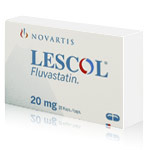 NOVARTIS
LESCOL®
Fluvastatin.
20 mg